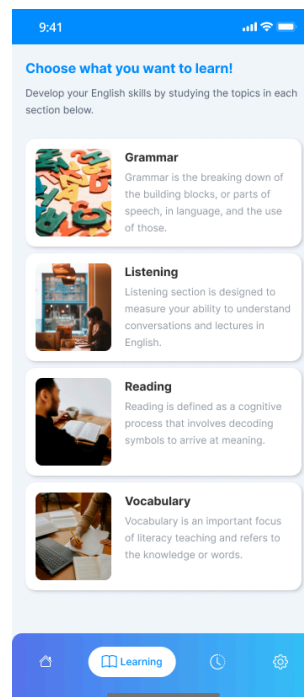 9:41
Choose what you want to learn!
Develop your English skills by studying the topics in each
section below.
Grammar
Grammar is the breaking down of
the building blocks, or parts of
speech, in language, and the use
of those.
Listening
Listening section is designed to
measure your ability to understand
conversations and lectures in
English.
Reading
Reading is defined as a cognitive
process that involves decoding
symbols to arrive at meaning.
Vocabulary
Vocabulary is an important focus
of literacy teaching and refers to
the knowledge or words.
Learning